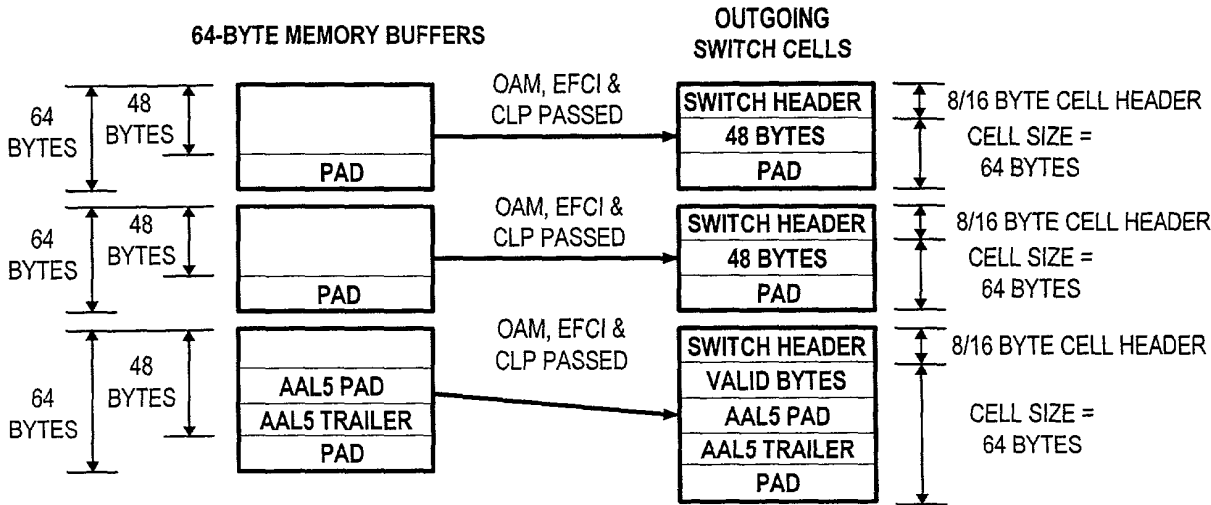 64-BYTE MEMORY BUFFERS
OUTGOING
SWITCH CELLS
64
BYTES
48
BYTES
PAD
OAM, EFCI &
CLP PASSED
SWITCH HEADER
48 BYTES
PAD
8/16 BYTE CELL HEADER
CELL SIZE =
64 BYTES
64
BYTES
48
BYTES
PAD
OAM, EFCI &
CLP PASSED
SWITCH HEADER
48 BYTES
PAD
8/16 BYTE CELL HEADER
CELL SIZE =
64 BYTES
64
BYTES
48
BYTES
AAL5 PAD
AAL5 TRAILER
PAD
OAM, EFCI &
CLP PASSED
SWITCH HEADER
VALID BYTES
AAL5 PAD
AAL5 TRAILER
PAD
8/16 BYTE CELL HEADER
CELL SIZE =
64 BYTES